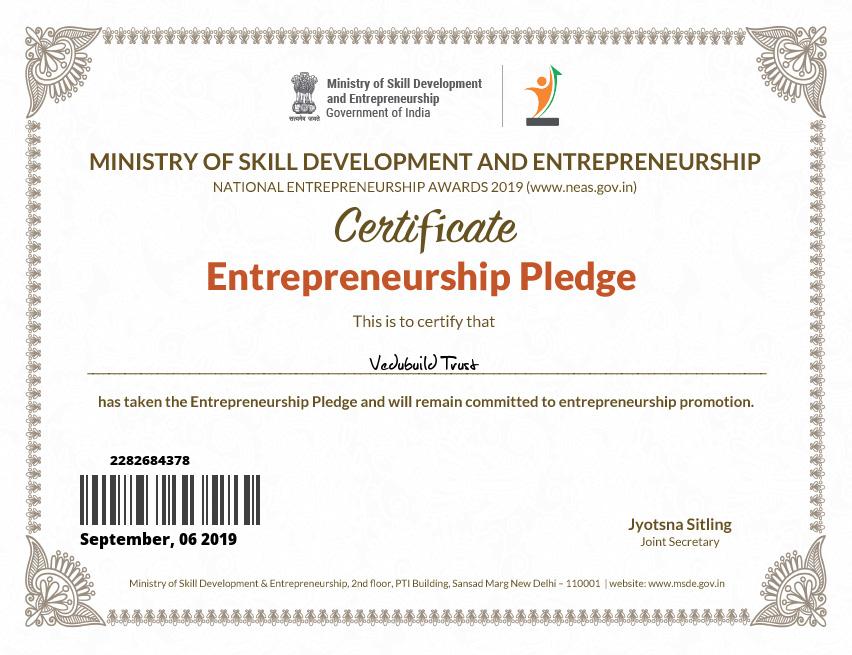 Ministry of Skill Development
and Entrepreneurship
Government of India
सत्यमेव जयते
MINISTRY OF SKILL DEVELOPMENT AND ENTREPRENEURSHIP
NATIONAL ENTREPRENEURSHIP AWARDS 2019 (www.neas.gov.in)
Certificate
Entrepreneurship Pledge
This is to certify that
Vedubuild Trust
has taken the Entrepreneurship Pledge and will remain committed to entrepreneurship promotion.
2282684378
September, 06 2019
Jyotsna Sitling
Joint Secretary
Ministry of Skill Development & Entrepreneurship, 2nd floor, PTI Building, Sansad Marg New Delhi – 110001 | website: www.msde.gov.in